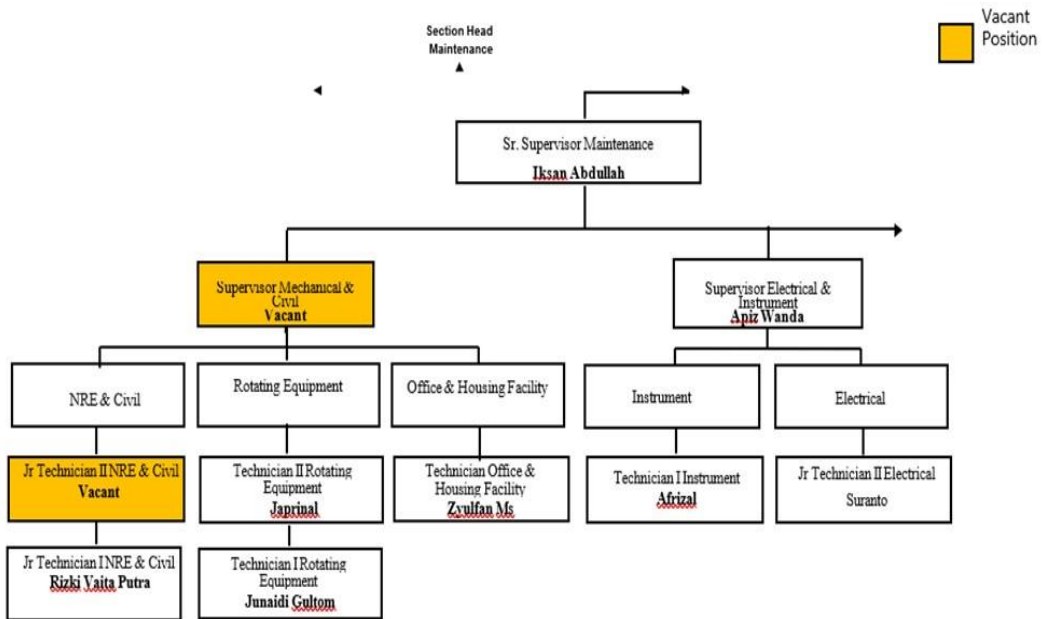 Vacant
Position
Section Head
Maintenance
Sr. Supervisor Maintenance
Iksan Abdullah
Supervisor Mechanical &
Civil
Vacant
Supervisor Electrical &
Instrument
Apiz Wanda
NRE & Civil
Rotating Equipment
Office & Housing Facility
Instrument
Electrical
Jr Technician II NRE & Civil
Vacant
Technician II Rotating
Equipment
Japrinal
Technician Office &
Housing Facility
Zyulfan Ms
Technician I Instrument
Afrizal
Jr Technician II Electrical
Suranto
Jr Technician I NRE & Civil
Rizki Vaita Putra
Technician I Rotating
Equipment
Junaidi Gultom